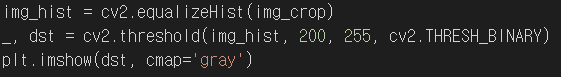 img_hist = cv2.equalizeHist(img_crop)
_, dst = cv2.threshold(img_hist, 200, 255, cv2.THRESH_BINARY)
plt.imshow(dst, cmap='gray')